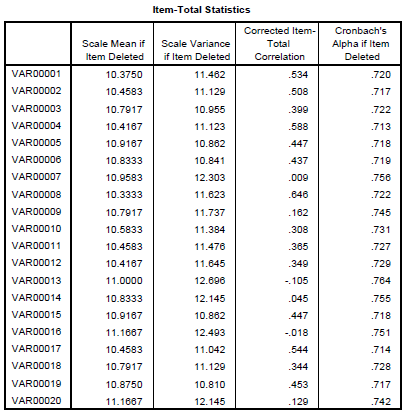 Item-Total Statistics
Scale Mean if Item Deleted Scale Variance if Item Deleted Corrected Item-Total Correlation Cronbach's Alpha if Item Deleted
VAR00001 10.3750 11.462 .534 .720
VAR00002 10.4583 11.129 .508 .717
VAR00003 10.7917 10.955 .399 .722
VAR00004 10.4167 11.123 .588 .713
VAR00005 10.9167 10.862 .447 .718
VAR00006 10.8333 10.841 .437 .719
VAR00007 10.9583 12.303 .009 .756
VAR00008 10.3333 11.623 .646 .722
VAR00009 10.7917 11.737 .162 .745
VAR00010 10.5833 11.384 .308 .731
VAR00011 10.4583 11.476 .365 .727
VAR00012 10.4167 11.645 .349 .729
VAR00013 11.0000 12.696 -.105 .764
VAR00014 10.8333 12.145 .045 .755
VAR00015 10.9167 10.862 .447 .718
VAR00016 11.1667 12.493 -.018 .751
VAR00017 10.4583 11.042 .544 .714
VAR00018 10.7917 11.129 .344 .728
VAR00019 10.8750 10.810 .453 .717
VAR00020 11.1667 12.145 .129 .742